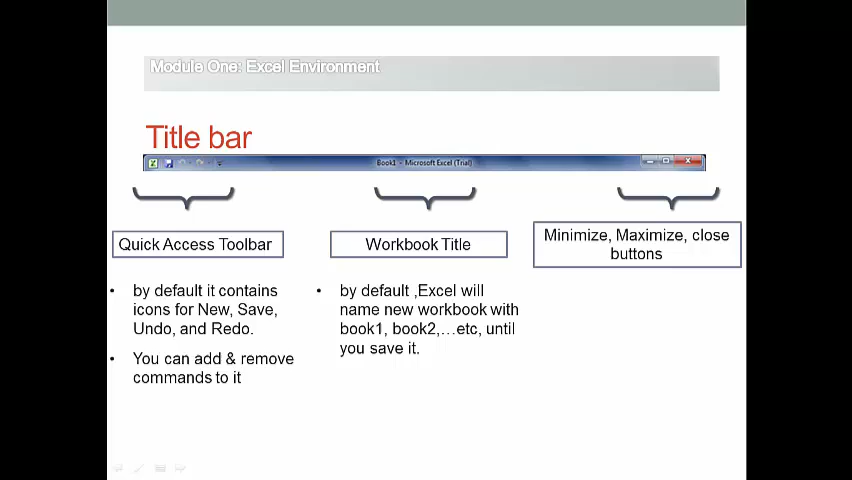 Module One: Excel Environment
Title bar
Book1 - Microsoft Excel (Trial)
Quick Access Toolbar
Workbook Title
Minimize, Maximize, close
buttons
• by default it contains
icons for New, Save,
Undo, and Redo.
• You can add & remove
commands to it
• by default ,Excel will
name new workbook with
book1, book2,…etc, until
you save it.